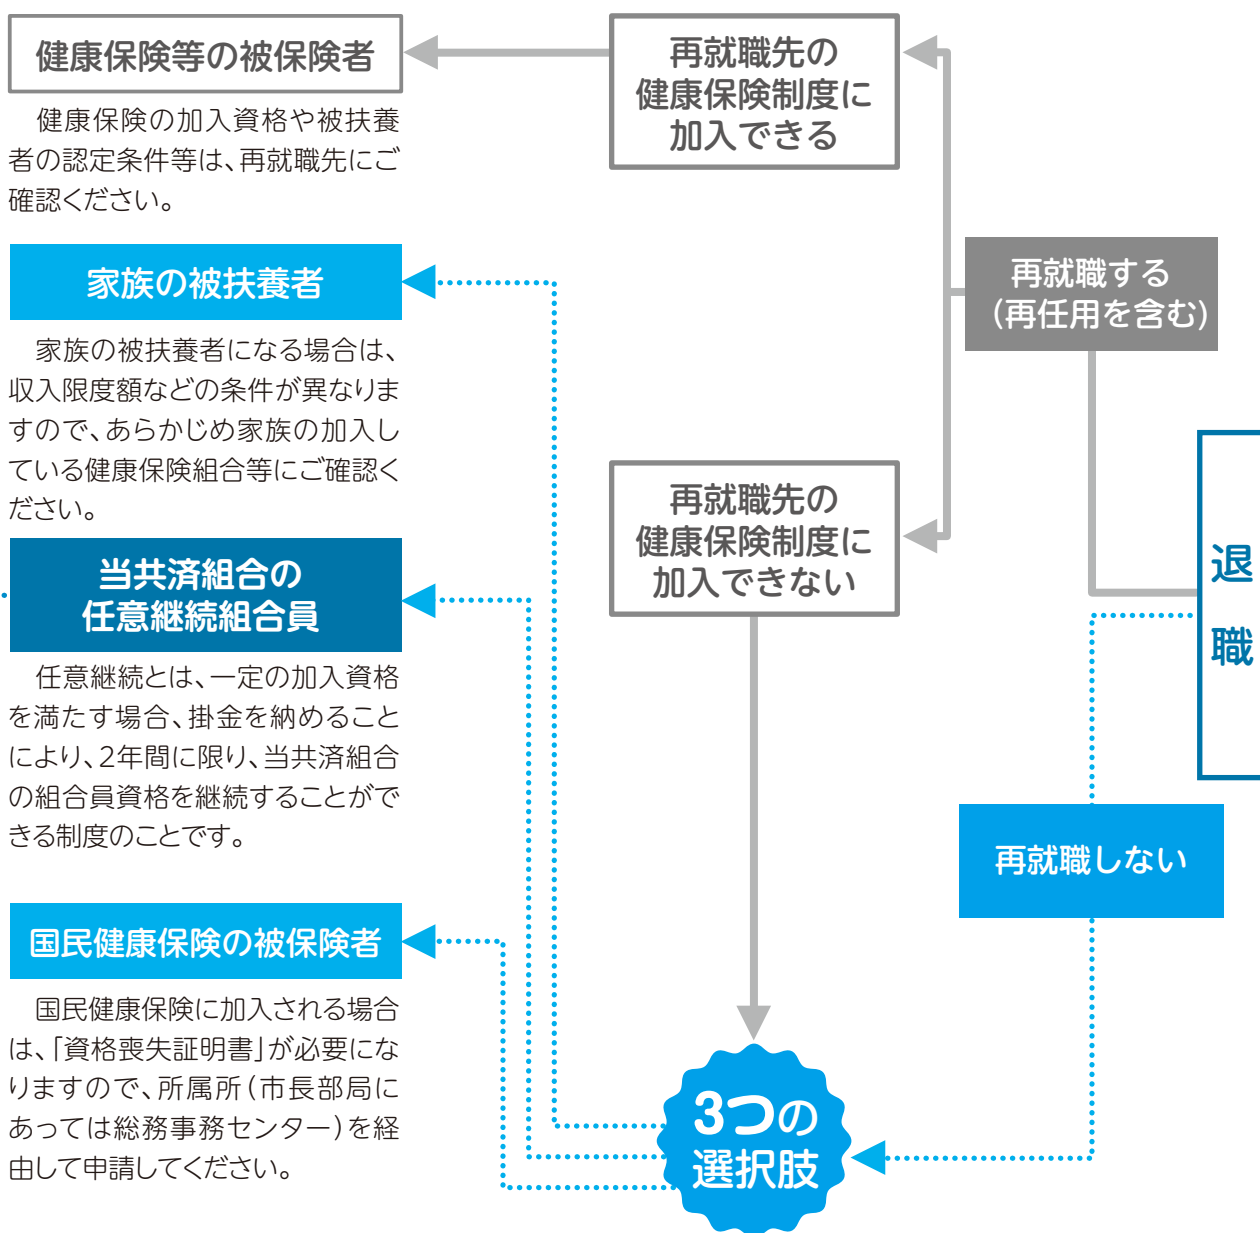 退
職
再就職する
（再任用を含む）
再就職しない
再就職先の
健康保険制度に
加入できる
再就職先の
健康保険制度に
加入できない
3つの
選択肢
健康保険等の被保険者
健康保険の加入資格や被扶養
者の認定条件等は、再就職先にご
確認ください。
家族の被扶養者
家族の被扶養者になる場合は、
収入限度額などの条件が異なりま
すので、あらかじめ家族の加入し
ている健康保険組合等にご確認く
ださい。
当共済組合の
任意継続組合員
任意継続とは、一定の加入資格
を満たす場合、掛金を納めること
により、2年間に限り、当共済組合
の組合員資格を継続することがで
きる制度のことです。
国民健康保険の被保険者
国民健康保険に加入される場合
は、「資格喪失証明書」が必要にな
りますので、所属所（市長部局に
あっては総務事務センター）を経
由して申請してください。